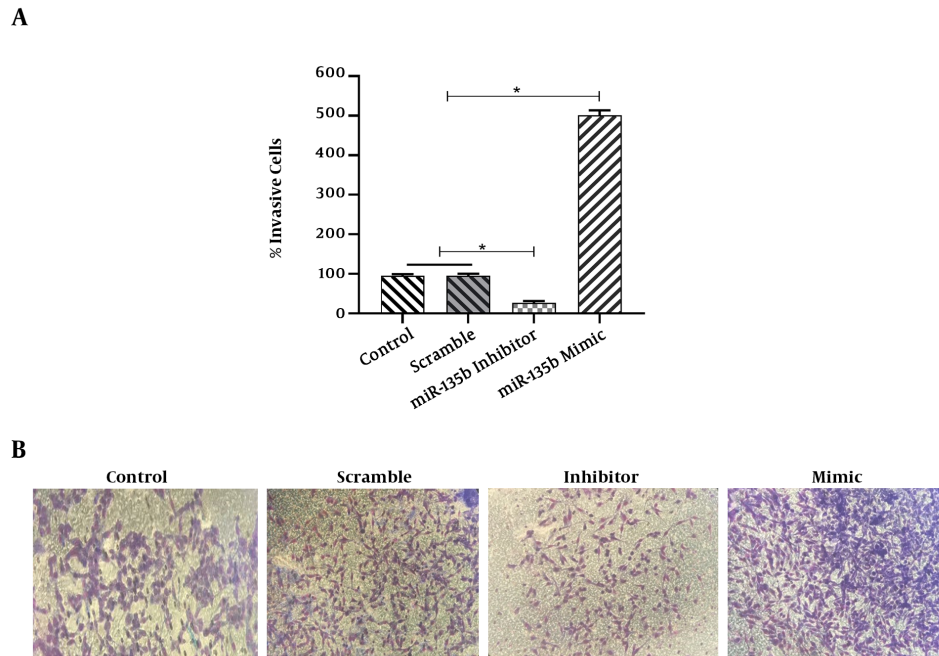 A
% Invasive Cells
600
500
400
300
200
100
0
*
*
Control
Scramble
miR-135b Inhibitor
miR-135b Mimic
B
Control Scramble Inhibitor Mimic